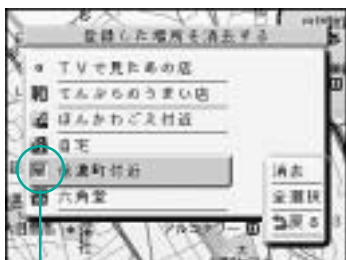 登録した場所を消去する
TVで見たあの店
てんぷらのうまい店
ほんかわごえ付近
自宅
濃町付近
六角堂
消去
全選択
戻る